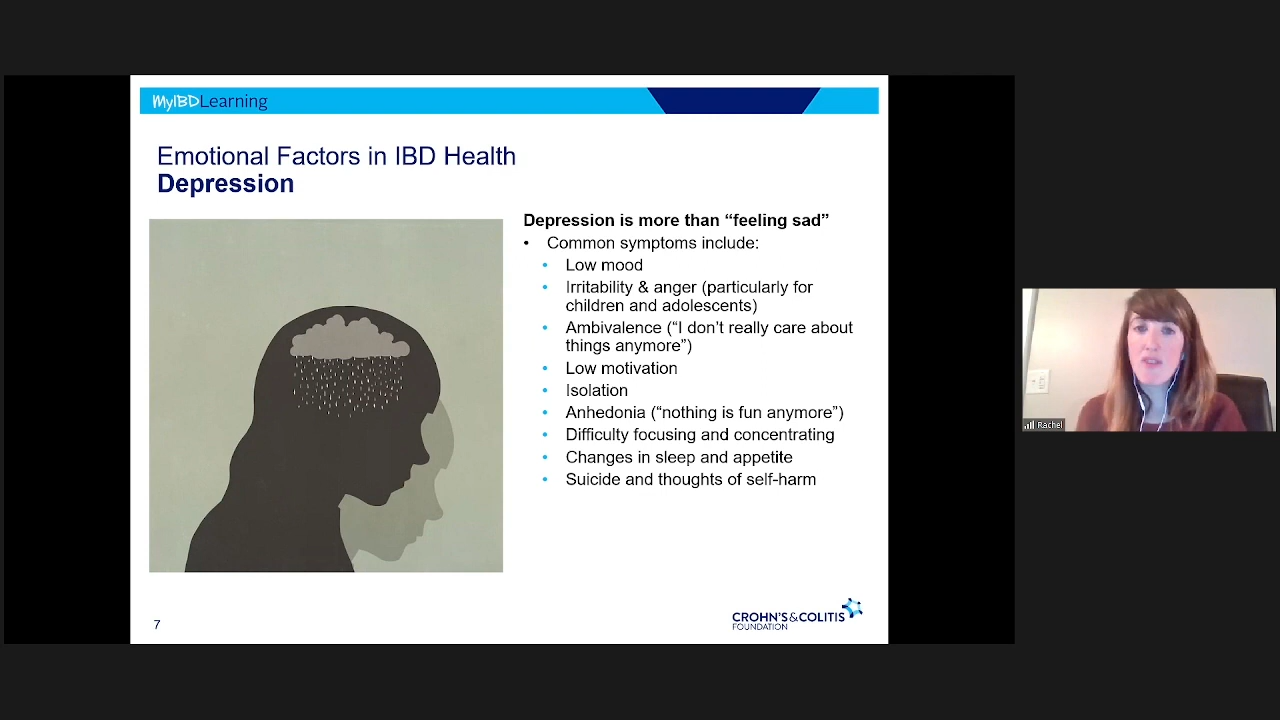 MyIBDLearning
Emotional Factors in IBD Health
Depression
Depression is more than “feeling sad”
• Common symptoms include:
• Low mood
• Irritability & anger (particularly for
children and adolescents)
• Ambivalence (“I don’t really care about
things anymore”)
• Low motivation
• Isolation
• Anhedonia (“nothing is fun anymore”)
• Difficulty focusing and concentrating
• Changes in sleep and appetite
• Suicide and thoughts of self-harm
7
CROHN’S & COLITIS
FOUNDATION
Rachel